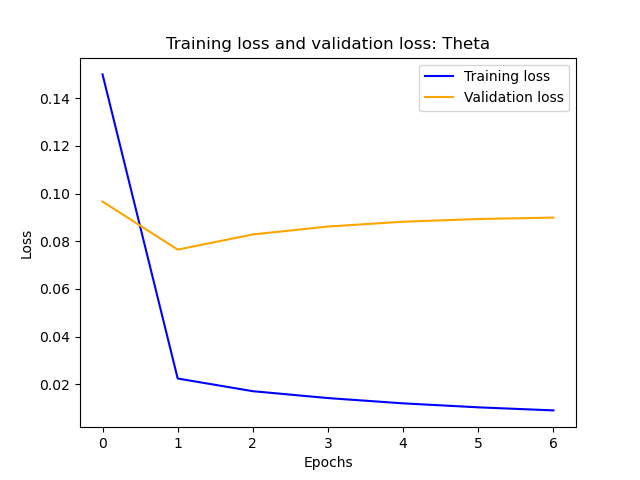 Training loss and validation loss: Theta
Training loss
Validation loss
Loss
0.14
0.12
0.10
0.08
0.06
0.04
0.02
0 1 2 3 4 5 6
Epochs